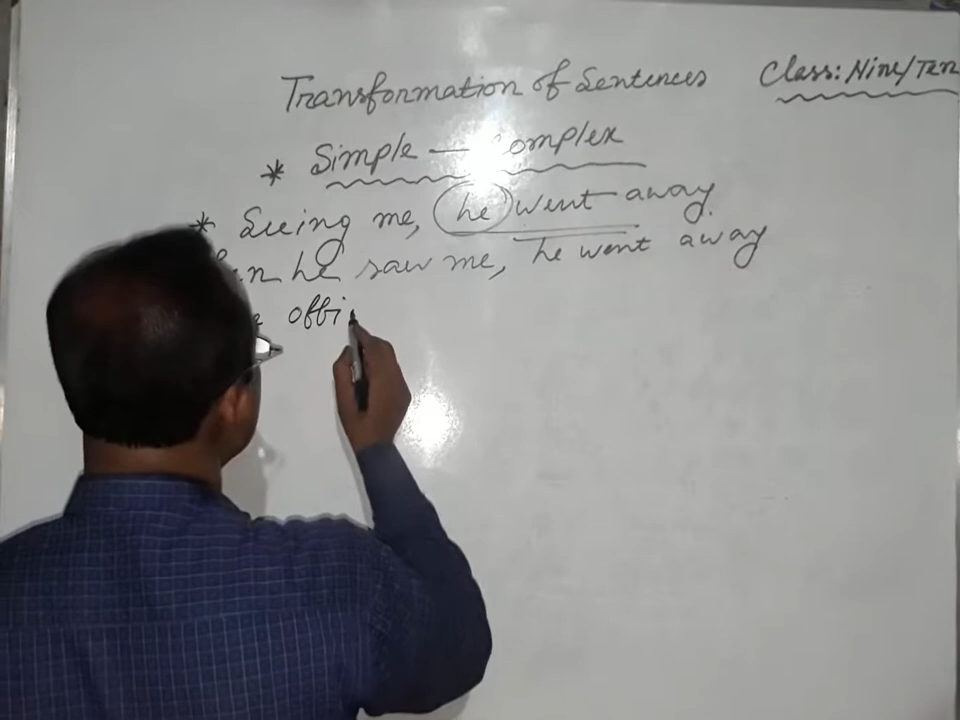 Transformation of Sentences Class: Nine/Ten
* Simple — Complex
* Seeing me, he went away.
he saw me, he went away
offi